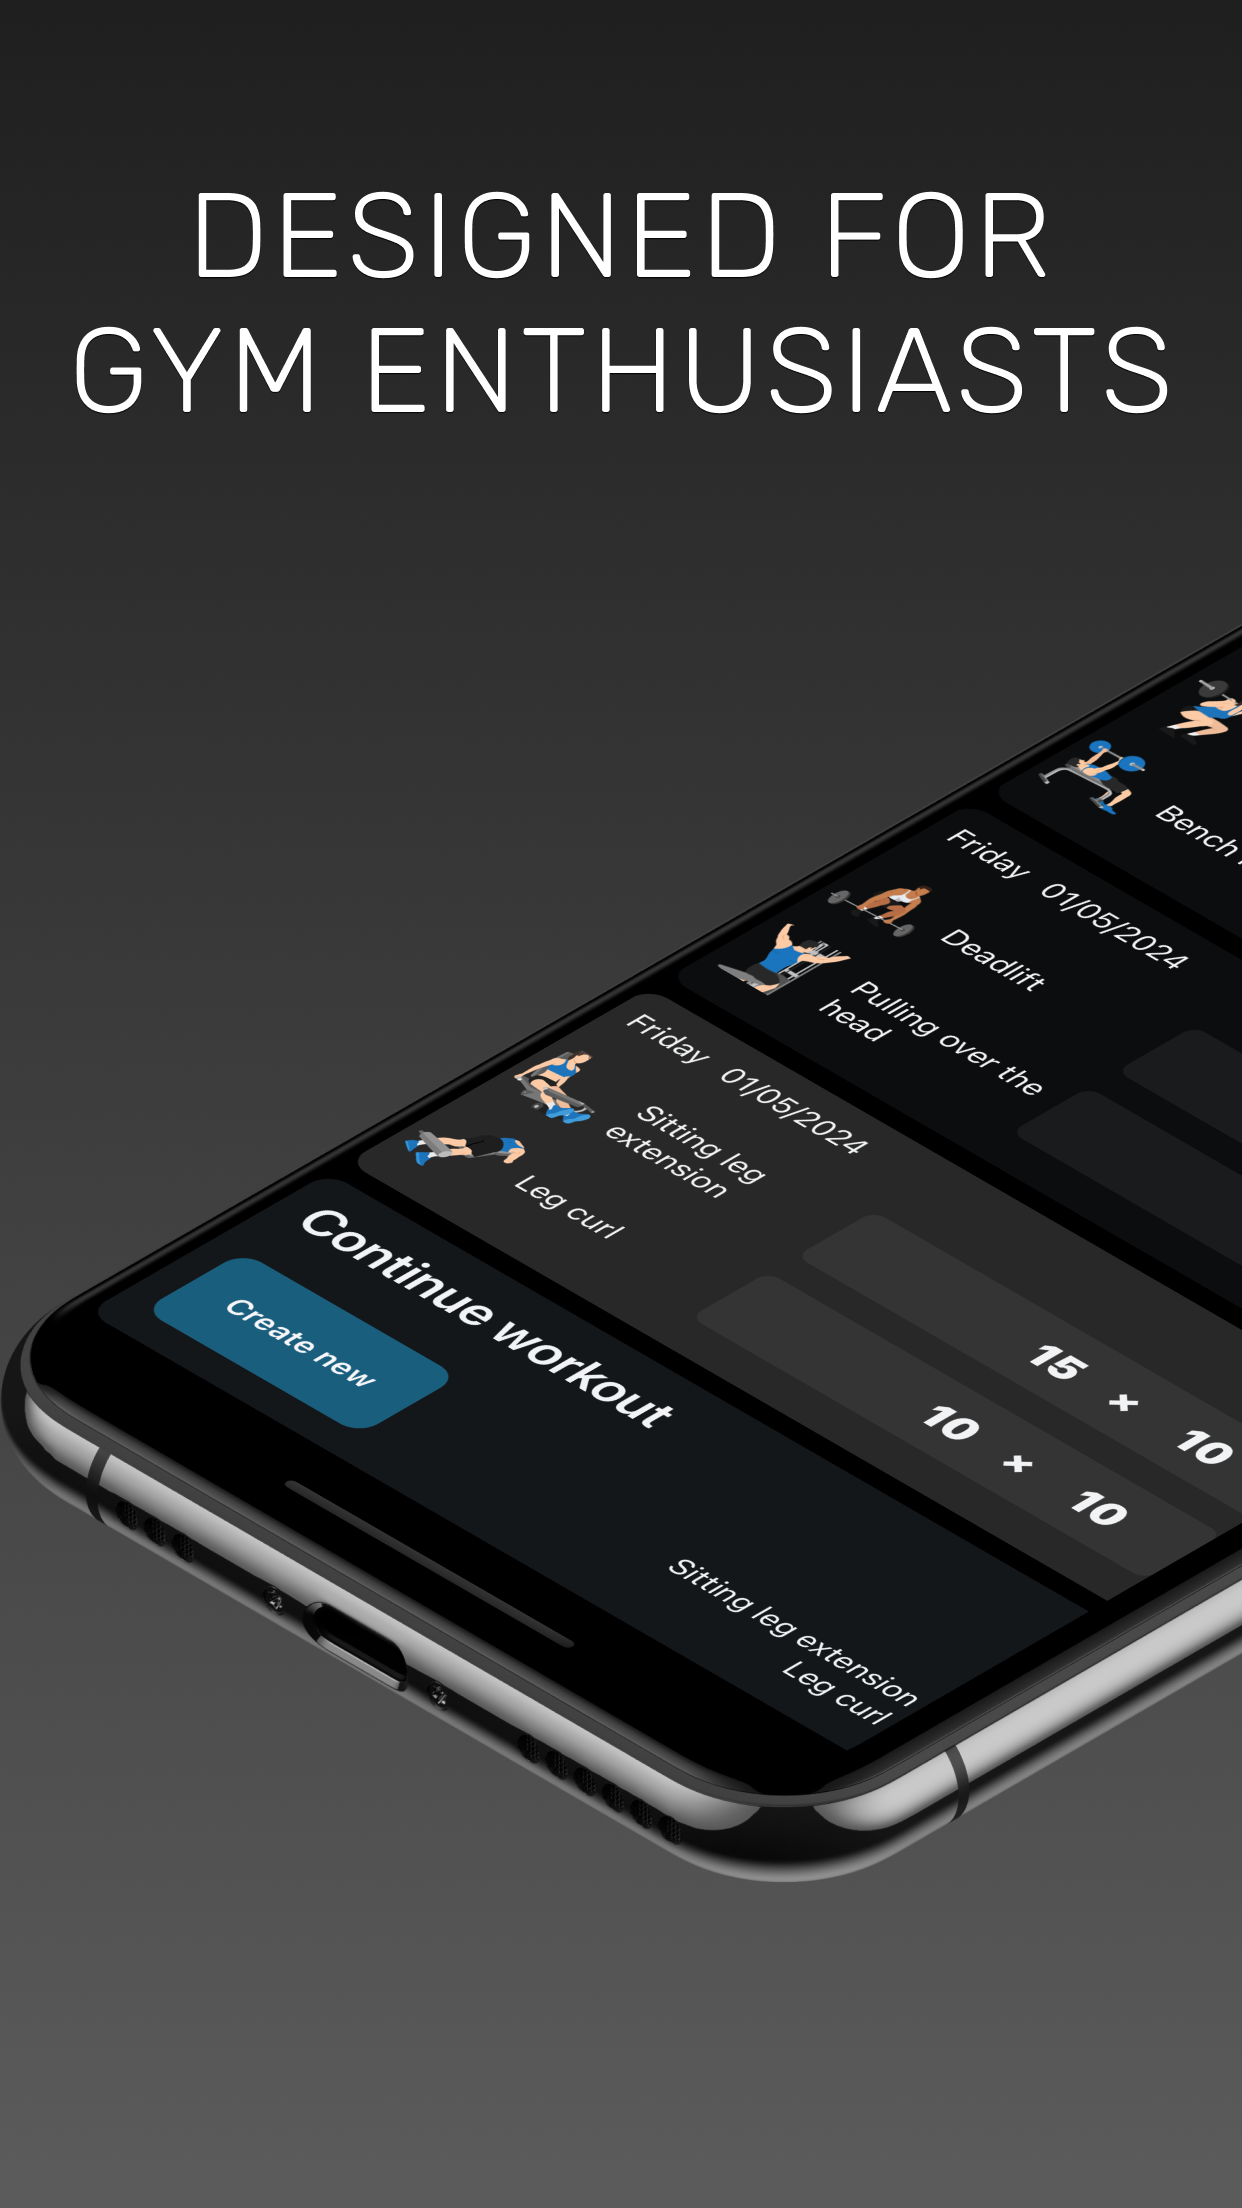 DESIGNED FOR
GYM ENTHUSIASTS
Bench
Friday 01/05/2024
Deadlift
Pulling over the
head
Friday 01/05/2024
Sitting leg
extension
15 × 10
Leg curl
10 × 10
Continue workout
Create new
Sitting leg extension
Leg curl